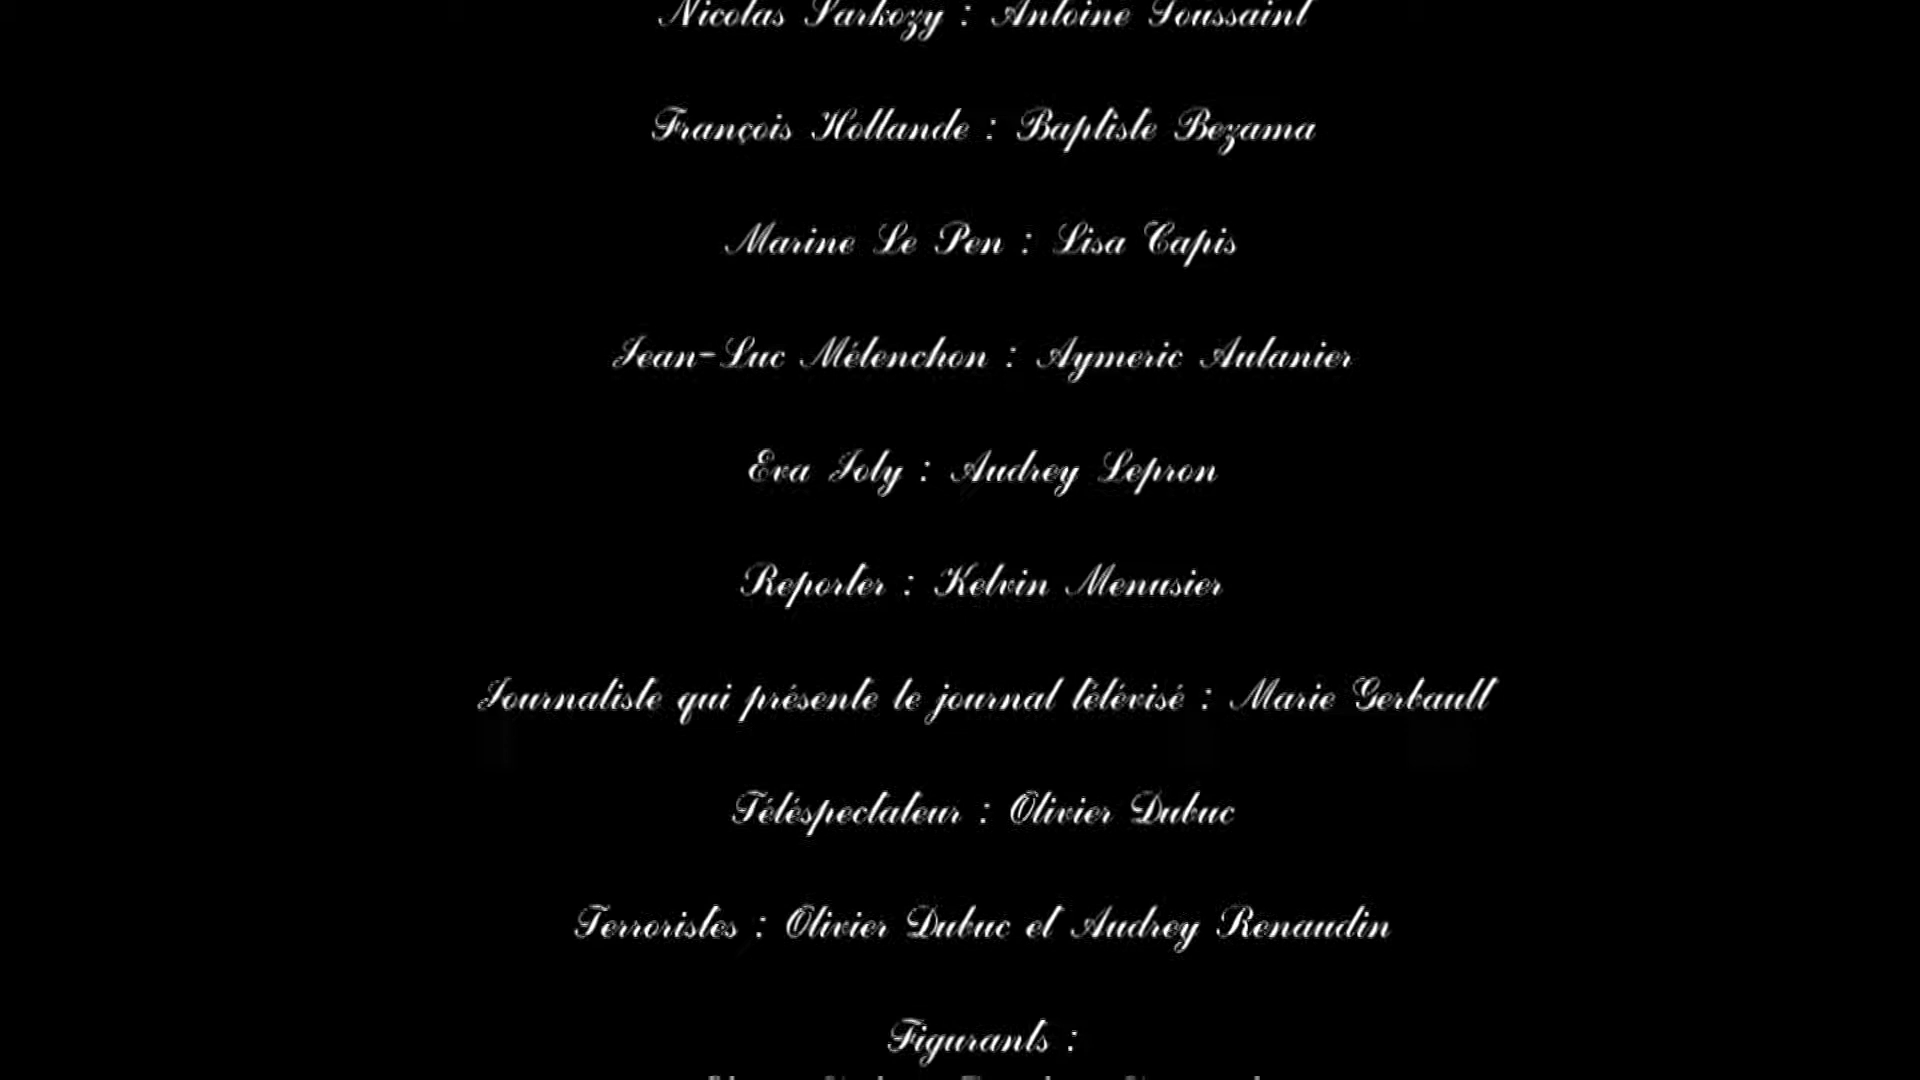 Nicolas Sarkozy : Antoine Toussaint
François Hollande : Baptiste Bezama
Marine Le Pen : Lisa Capis
Jean-Luc Mélenchon : Aymeric Aulanier
Eva Joly : Audrey Lepron
Reporter : Kelvin Menusier
Journaliste qui présente le journal télévisé : Marie Gerbault
Téléspectateur : Olivier Dubuc
Terroristes : Olivier Dubuc et Audrey Renaudin
Figurants :